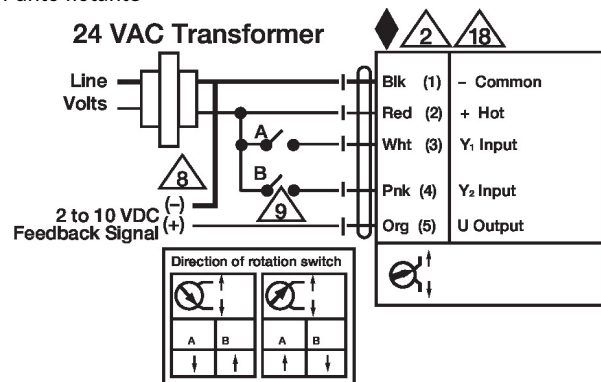 24 VAC Transformer
2 18
Line
Volts
Blk (1) – Common
Red (2) + Hot
A
Wht (3) Y₁ Input
B
Pnk (4) Y₂ Input
8
9
2 to 10 VDC (–)
Feedback Signal (+)
Org (5) U Output
Direction of rotation switch
A B A B